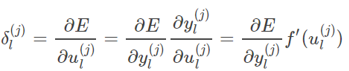 δ_l^{(j)} = ∂E/∂u_l^{(j)} = ∂E/∂y_l^{(j)} ∂y_l^{(j)}/∂u_l^{(j)} = ∂E/∂y_l^{(j)} f'(u_l^{(j)})